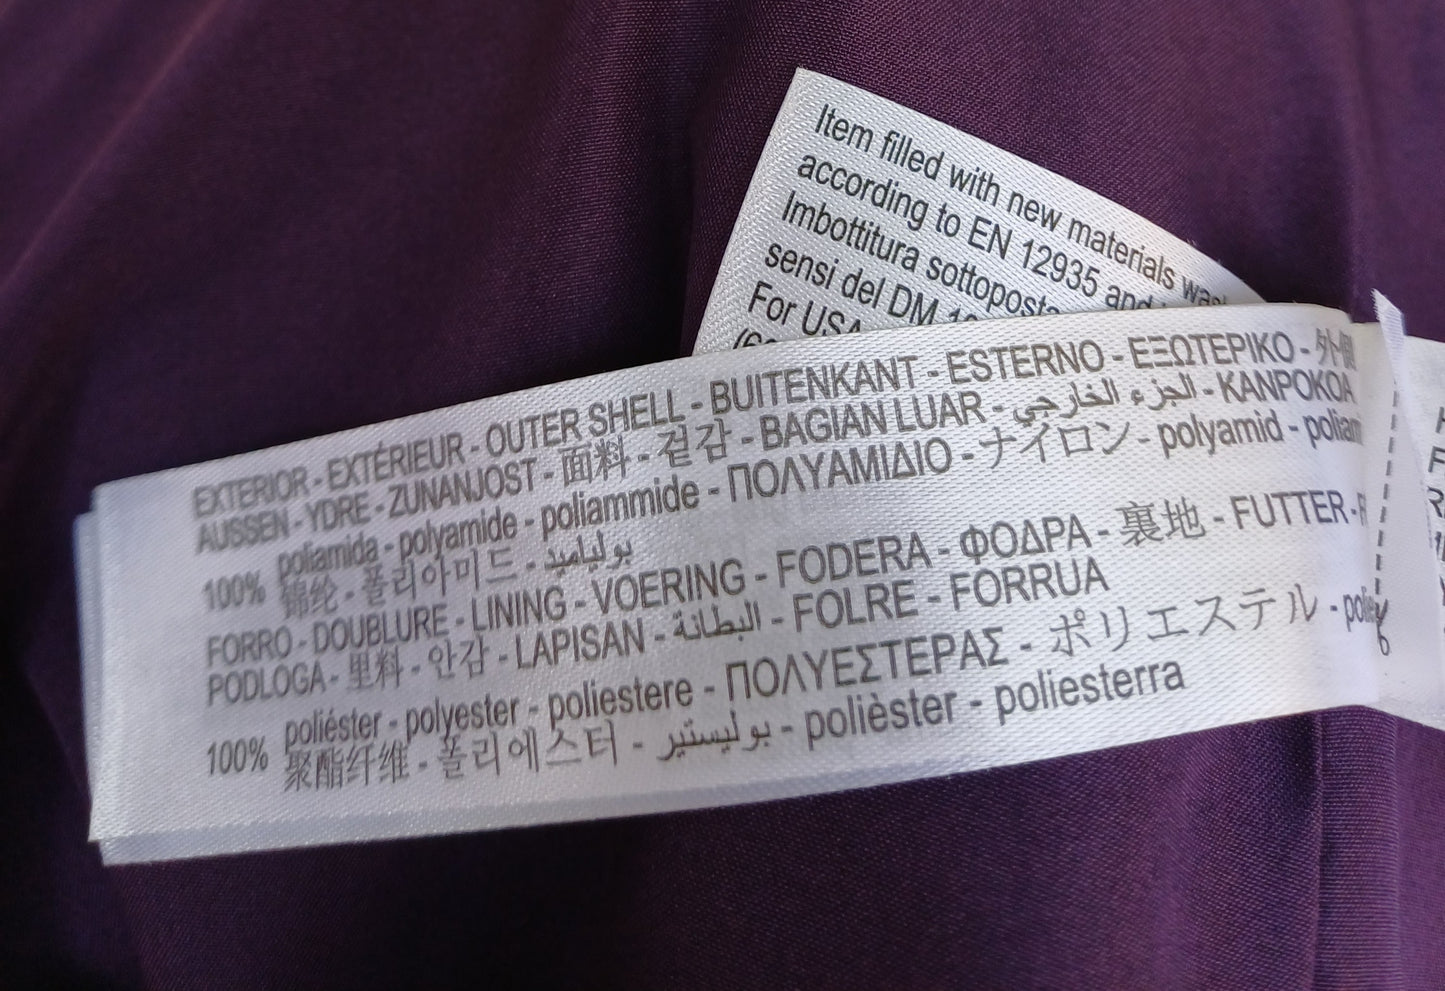 Item filled with new materials
according to EN 12935 and
Imbottitura sottoposta
sensi del DM
For USA
EXTERIOR - EXTÉRIEUR - OUTER SHELL - BUITENKANT - ESTERNO - ΕΞΩΤΕΡΙΚΟ - 外側
AUSSEN - YDRE - ZUNANJOST - 面料 - 겉감 - BAGIAN LUAR - الجزء الخارجي - KANPOKOA
100% poliamida - polyamide - poliammide - ΠΟΛΥΑΜΙΔΙΟ - ナイロン - polyamid - poliamid
锦纶 - 폴리아미드 - بولياميد
FORRO - DOUBLURE - LINING - VOERING - FODERA - ΦΟΔΡΑ - 裏地 - FUTTER -
PODLOGA - 里料 - 안감 - LAPISAN - البطانة - FOLRE - FORRUA
100% poliéster - polyester - poliestere - ΠΟΛΥΕΣΤΕΡΑΣ - ポリエステル -
聚酯纤维 - 폴리에스터 - بوليستير - polièster - poliesterra